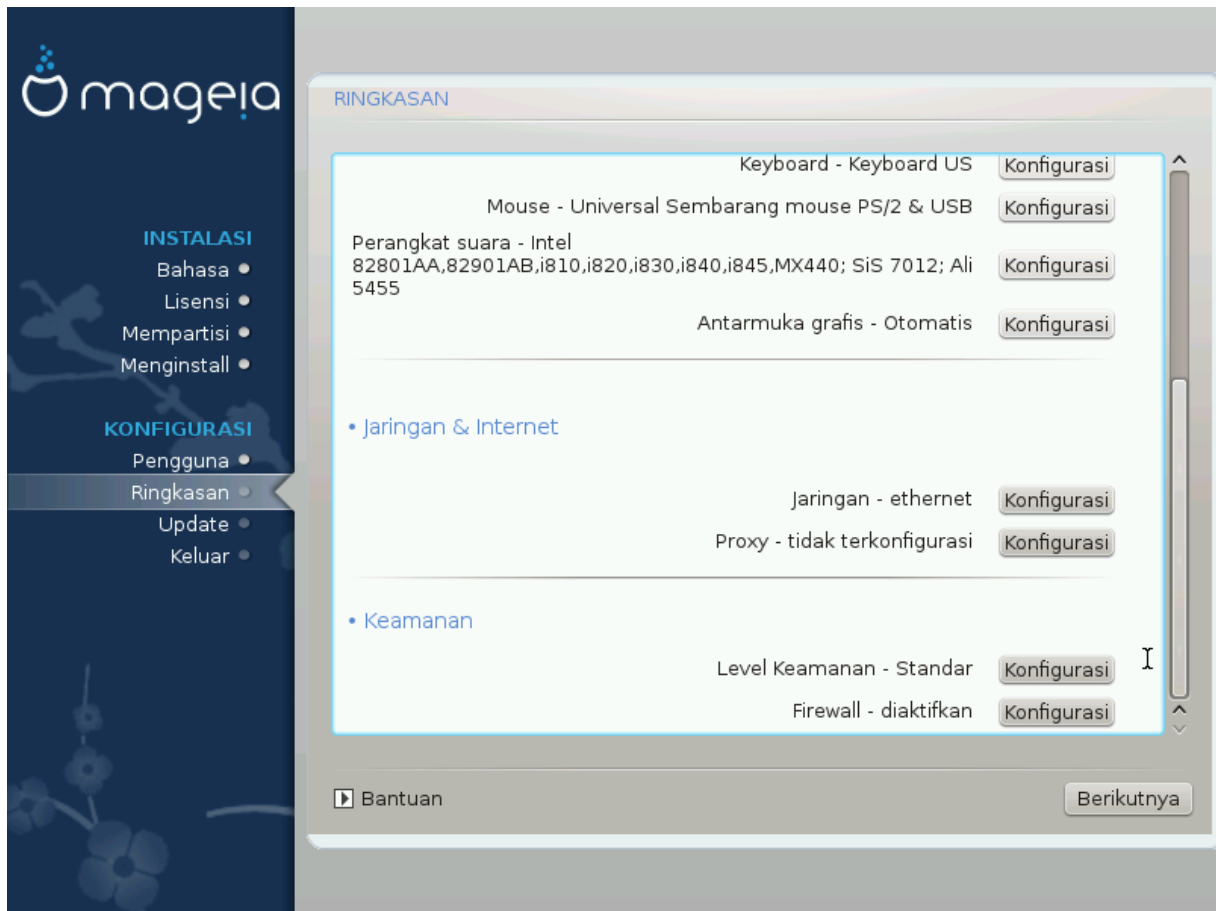 mageia
INSTALASI
Bahasa
Lisensi
Mempartisi
Menginstall
KONFIGURASI
Pengguna
Ringkasan
Update
Keluar
RINGKASAN
Keyboard - Keyboard US Konfigurasi
Mouse - Universal Sembarang mouse PS/2 & USB Konfigurasi
Perangkat suara - Intel
82801AA,82901AB,i810,i820,i830,i840,i845,MX440; SiS 7012; Ali Konfigurasi
5455
Antarmuka grafis - Otomatis Konfigurasi
• Jaringan & Internet
Jaringan - ethernet Konfigurasi
Proxy - tidak terkonfigurasi Konfigurasi
• Keamanan
Level Keamanan - Standar Konfigurasi
Firewall - diaktifkan Konfigurasi
Bantuan
Berikutnya